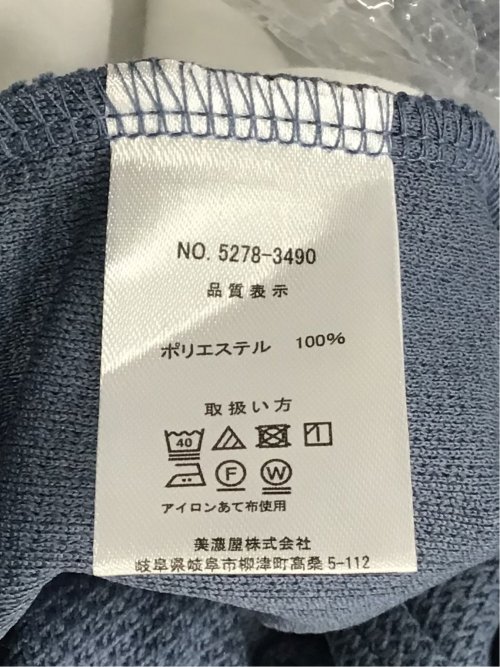 NO. 5278-3490
品質表示
ポリエステル 100%
取扱い方
40
F W
アイロンあて布使用
美濃屋株式会社
岐阜県岐阜市柳津町高桑5-112